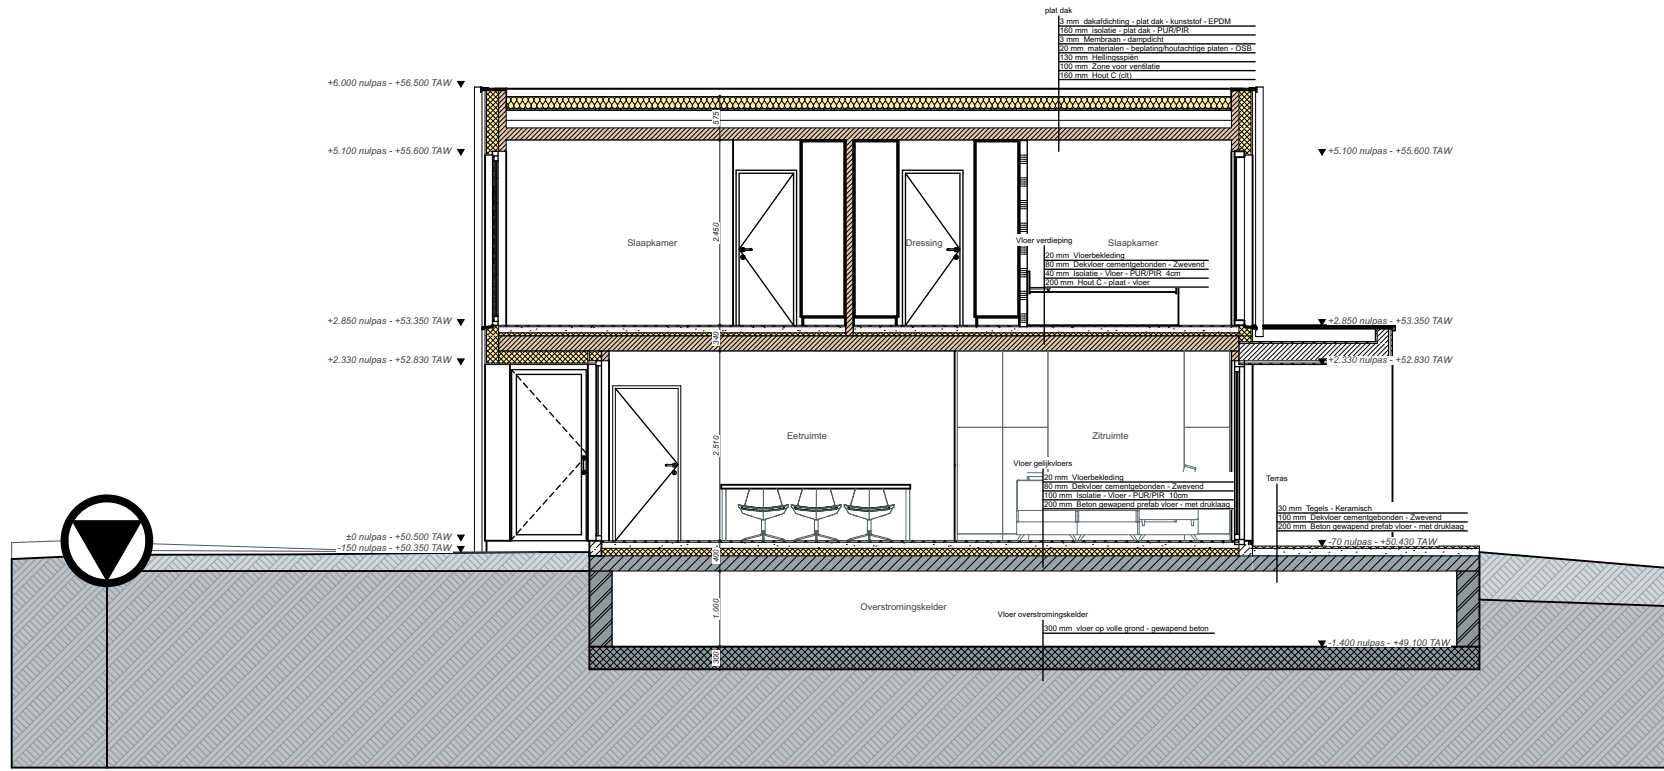 plat dak
3 mm dakafdichting - plat dak - kunststof - EPDM
160 mm isolatie - plat dak - PUR/PIR
3 mm Membraan - dampdicht
20 mm materialen - beplating/houtachtige platen - OSB
130 mm Hellingsspiën
100 mm Zone voor ventilatie
160 mm Hout C (clt)
+6.000 nulpas - +56.500 TAW
575
+5.100 nulpas - +55.600 TAW
+5.100 nulpas - +55.600 TAW
2.450
Slaapkamer
Dressing
Vloer verdieping
Slaapkamer
20 mm Vloerbekleding
80 mm Dekvloer cementgebonden - Zwevend
40 mm Isolatie - Vloer - PUR/PIR 4cm
200 mm Hout C - plaat - vloer
+2.850 nulpas - +53.350 TAW
+2.850 nulpas - +53.350 TAW
340
+2.330 nulpas - +52.830 TAW
+2.330 nulpas - +52.830 TAW
2.510
Eetruimte
Zitruimte
Vloer gelijkvloers
20 mm Vloerbekleding
80 mm Dekvloer cementgebonden - Zwevend
100 mm Isolatie - Vloer - PUR/PIR 10cm
200 mm Beton gewapend prefab vloer - met druklaag
Terras
30 mm Tegels - Keramisch
100 mm Dekvloer cementgebonden - Zwevend
200 mm Beton gewapend prefab vloer - met druklaag
±0 nulpas - +50.500 TAW
-150 nulpas - +50.350 TAW
-70 nulpas - +50.430 TAW
400
1.000
Overstromingskelder
Vloer overstromingskelder
300 mm vloer op volle grond - gewapend beton
-1.400 nulpas - +49.100 TAW
300